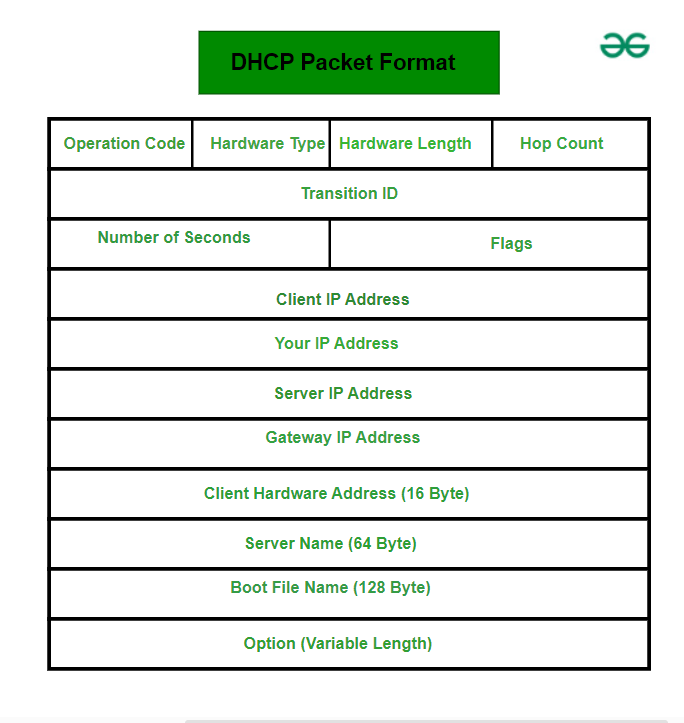 DHCP Packet Format
Operation Code Hardware Type Hardware Length Hop Count
Transition ID
Number of Seconds Flags
Client IP Address
Your IP Address
Server IP Address
Gateway IP Address
Client Hardware Address (16 Byte)
Server Name (64 Byte)
Boot File Name (128 Byte)
Option (Variable Length)